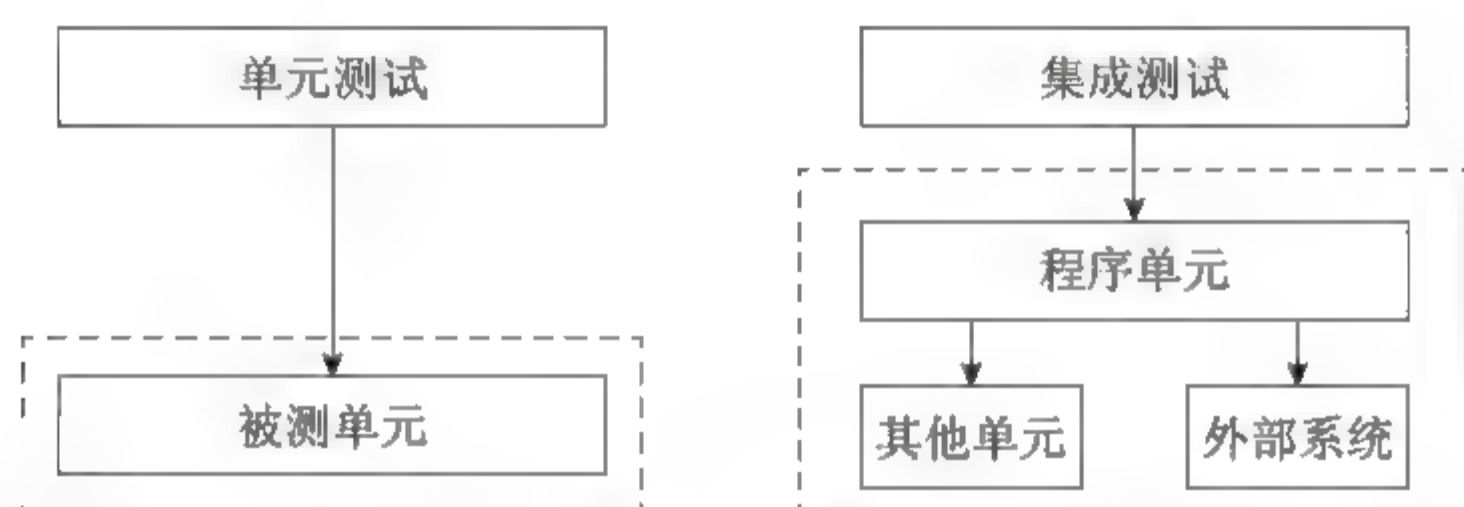 单元测试
集成测试
程序单元
被测单元
其他单元
外部系统